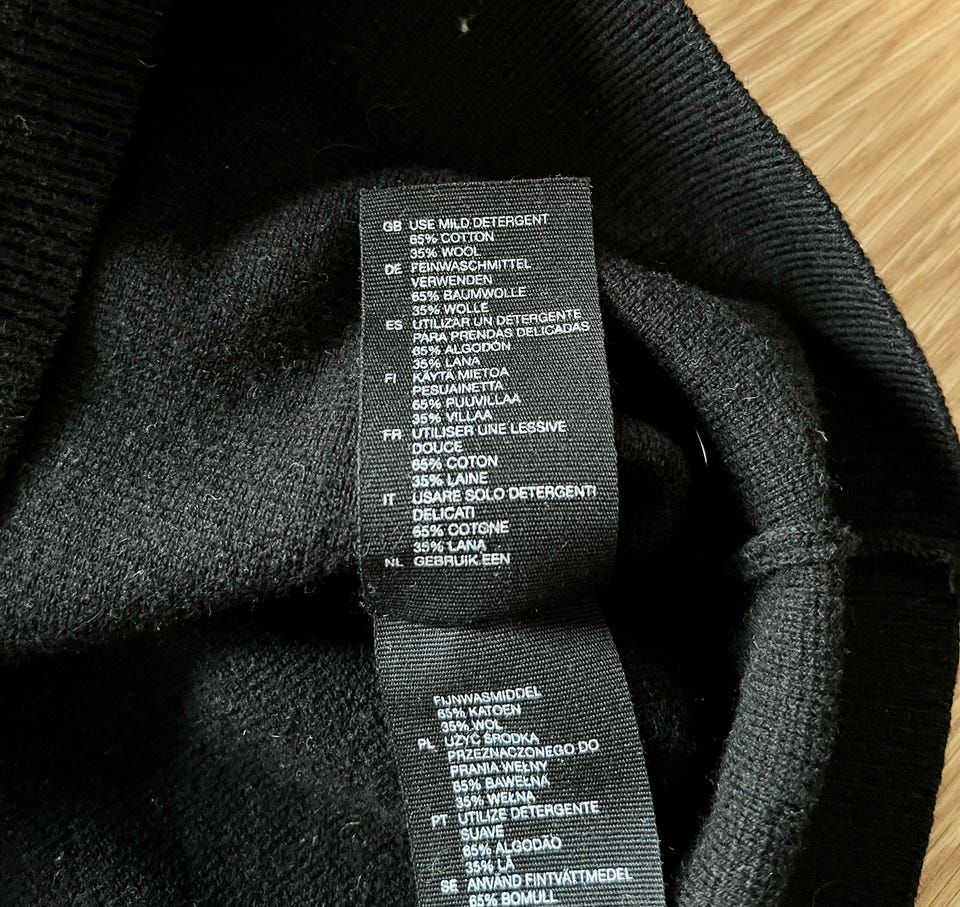 GB USE MILD DETERGENT
65% COTTON
35% WOOL
DE FEINWASCHMITTEL
VERWENDEN
65% BAUMWOLLE
35% WOLLE
ES UTILIZAR UN DETERGENTE
PARA PRENDAS DELICADAS
65% ALGODÓN
35% LANA
FI KÄYTÄ MIETOA
PESUAINETTA
65% PUUVILLAA
35% VILLAA
FR UTILISER UNE LESSIVE
DOUCE
65% COTON
35% LAINE
IT USARE SOLO DETERGENTI
DELICATI
65% COTONE
35% LANA
NL GEBRUIK EEN
FIJNWASMIDDEL
65% KATOEN
35% WOL
PL UŻYĆ ŚRODKA
PRZEZNACZONEGO DO
PRANIA WEŁNY
65% BAWEŁNA
35% WEŁNA
PT UTILIZE DETERGENTE
SUAVE
65% ALGODÃO
35% LÃ
SE ANVÄND FINTVÄTTMEDEL
65% BOMULL